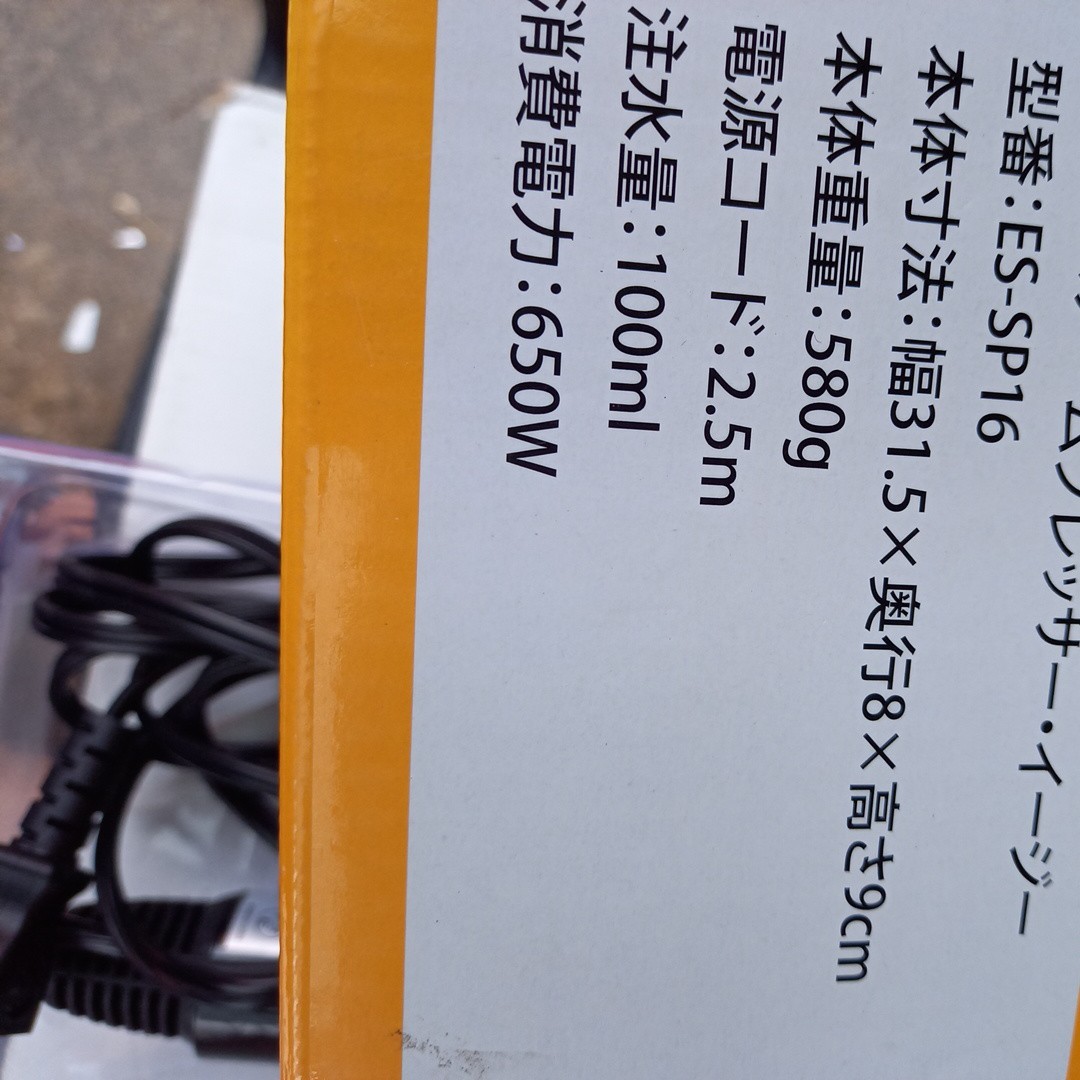 ムプレッサー・イージー
型番:ES-SP16
本体寸法:幅31.5×奥行8×高さ9cm
本体重量:580g
電源コード:2.5m
注水量:100ml
消費電力:650W